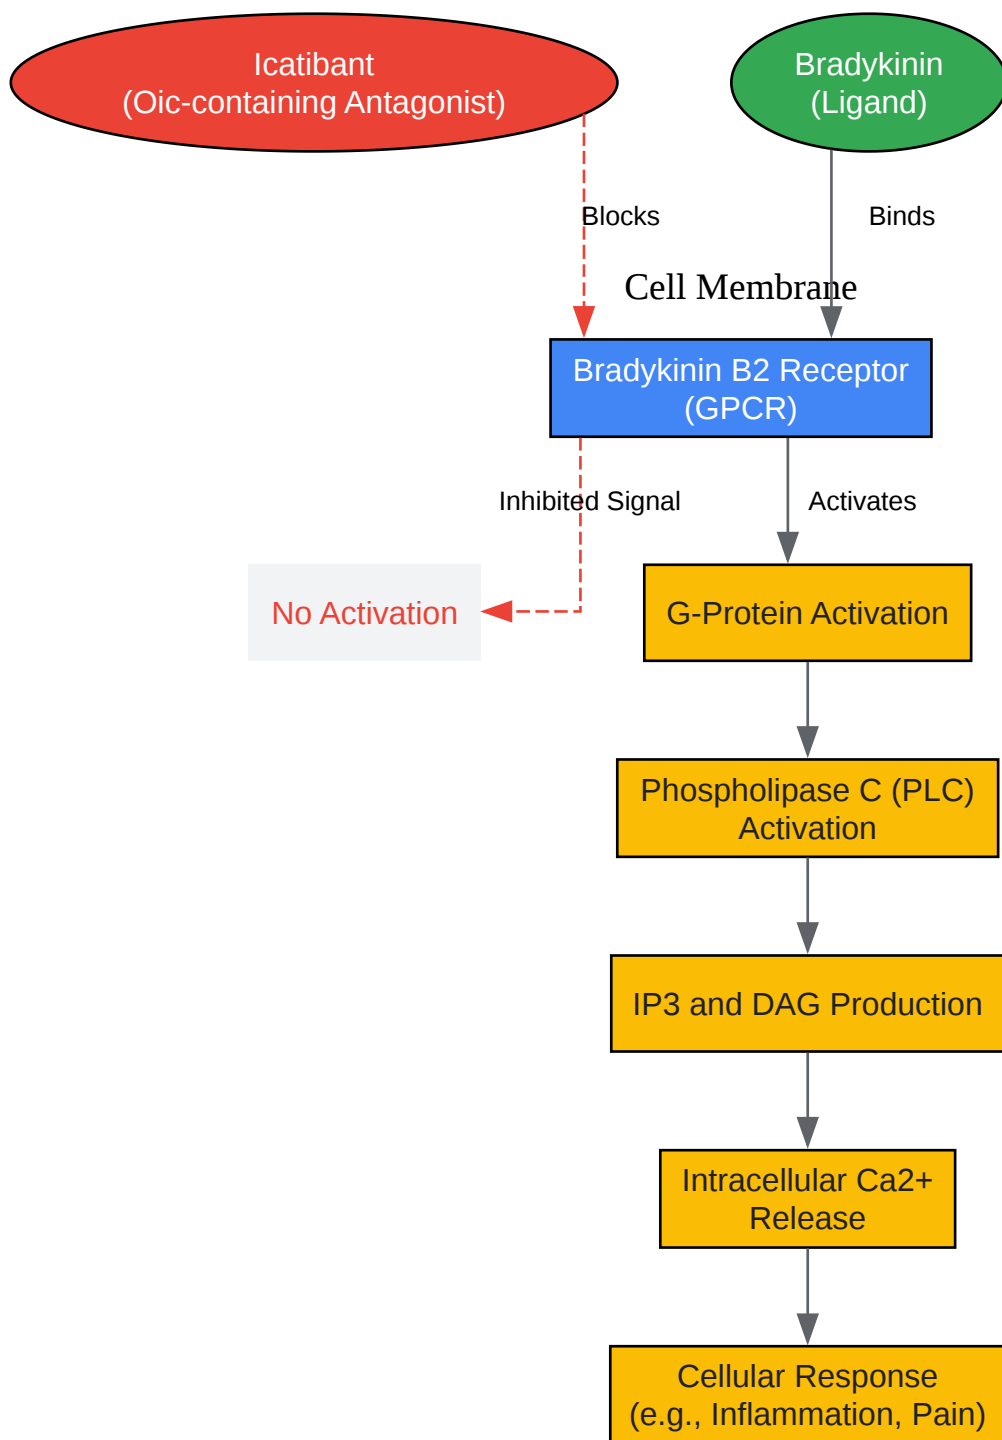 Icatibant
(Oic-containing Antagonist)
Bradykinin
(Ligand)
Blocks
Binds
Cell Membrane
Bradykinin B2 Receptor
(GPCR)
Inhibited Signal
Activates
No Activation
G-Protein Activation
Phospholipase C (PLC)
Activation
IP3 and DAG Production
Intracellular Ca2+
Release
Cellular Response
(e.g., Inflammation, Pain)